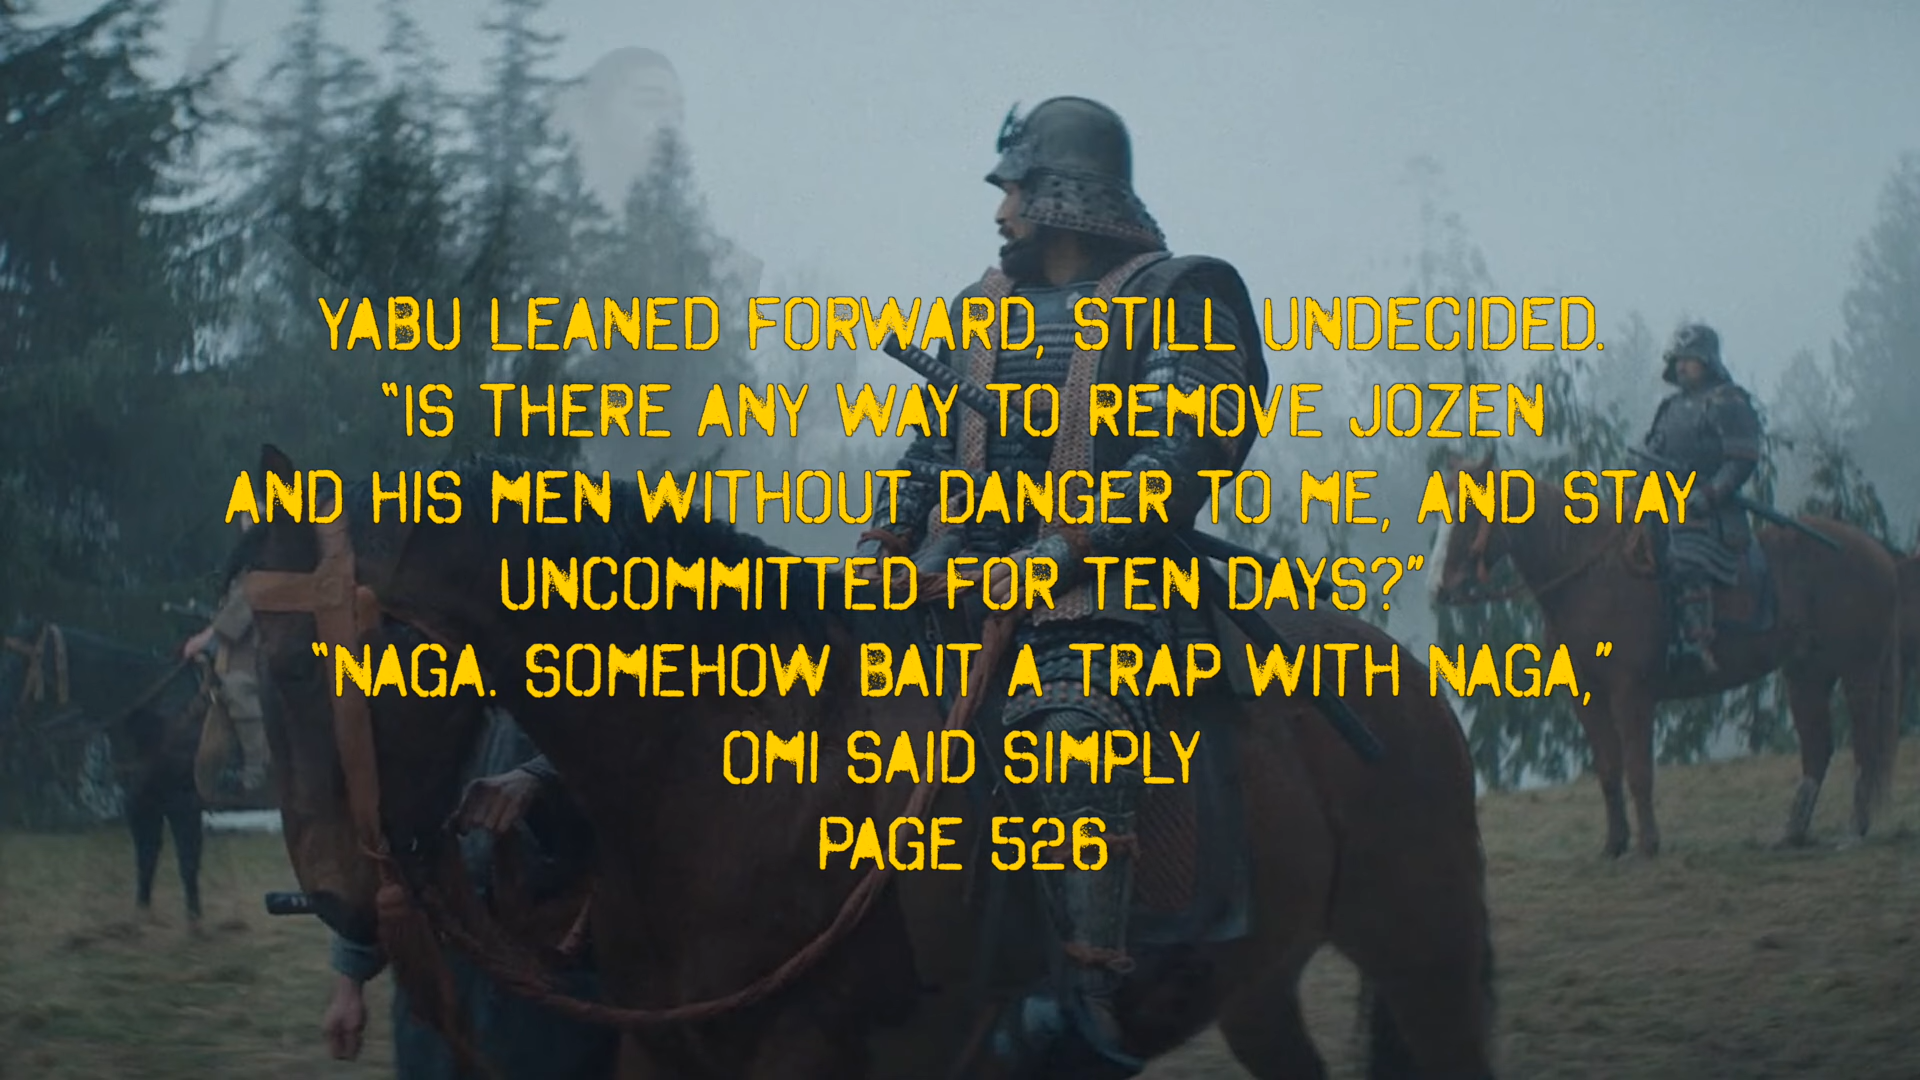 YABU LEANED FORWARD, STILL UNDECIDED.
“IS THERE ANY WAY TO REMOVE JOZEN
AND HIS MEN WITHOUT DANGER TO ME, AND STAY
UNCOMMITTED FOR TEN DAYS?”
“NAGA. SOMEHOW BAIT A TRAP WITH NAGA,”
OMI SAID SIMPLY
PAGE 526